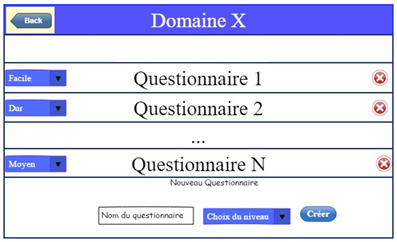 Back Domaine X
Facile Questionnaire 1
Dur Questionnaire 2
...
Moyen Questionnaire N
Nouveau Questionnaire
Nom du questionnaire Choix du niveau Créer